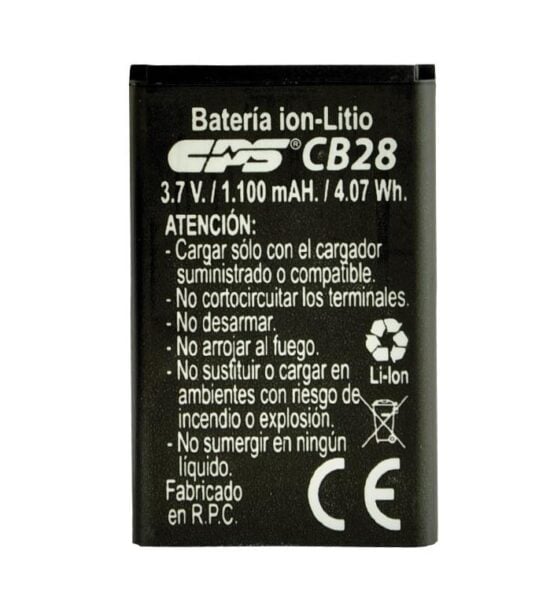 Batería ion-Litio
CPS® CB28
3.7 V. / 1.100 mAH. / 4.07 Wh.
ATENCIÓN:
- Cargar sólo con el cargador
suministrado o compatible.
- No cortocircuitar los terminales.
- No desarmar.
- No arrojar al fuego.
- No sustituir o cargar en
ambientes con riesgo de
incendio o explosión.
- No sumergir en ningún
líquido.
Li-Ion
Fabricado
en R.P.C.
CE